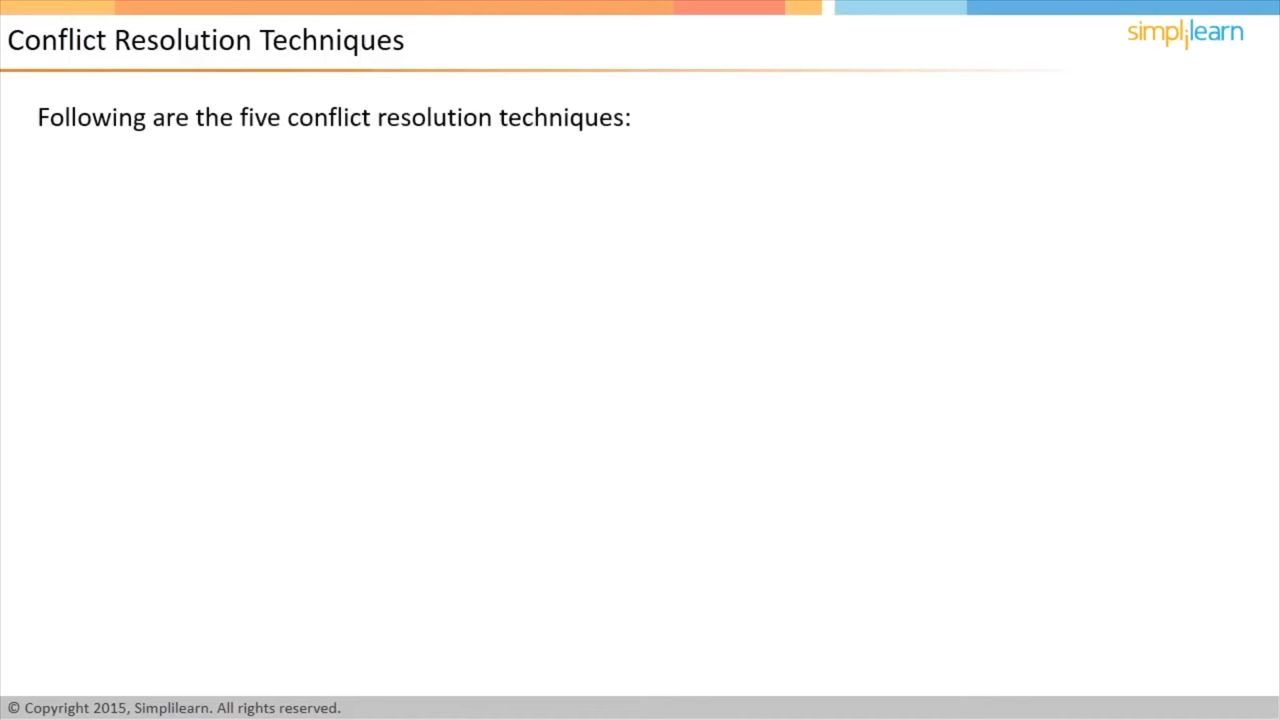 Conflict Resolution Techniques
simplilearn
Following are the five conflict resolution techniques:
© Copyright 2015, Simplilearn. All rights reserved.